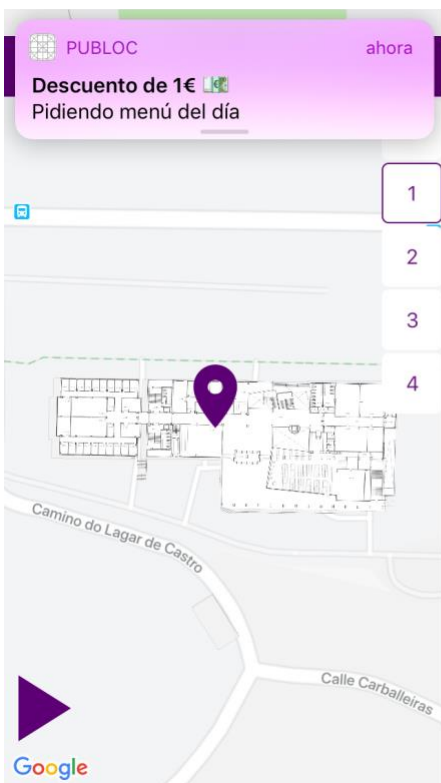 PUBLOC
ahora
Descuento de 1€ 💶
Pidiendo menú del día
1
2
3
4
Camino do Lagar de Castro
Calle Carballeiras
Google